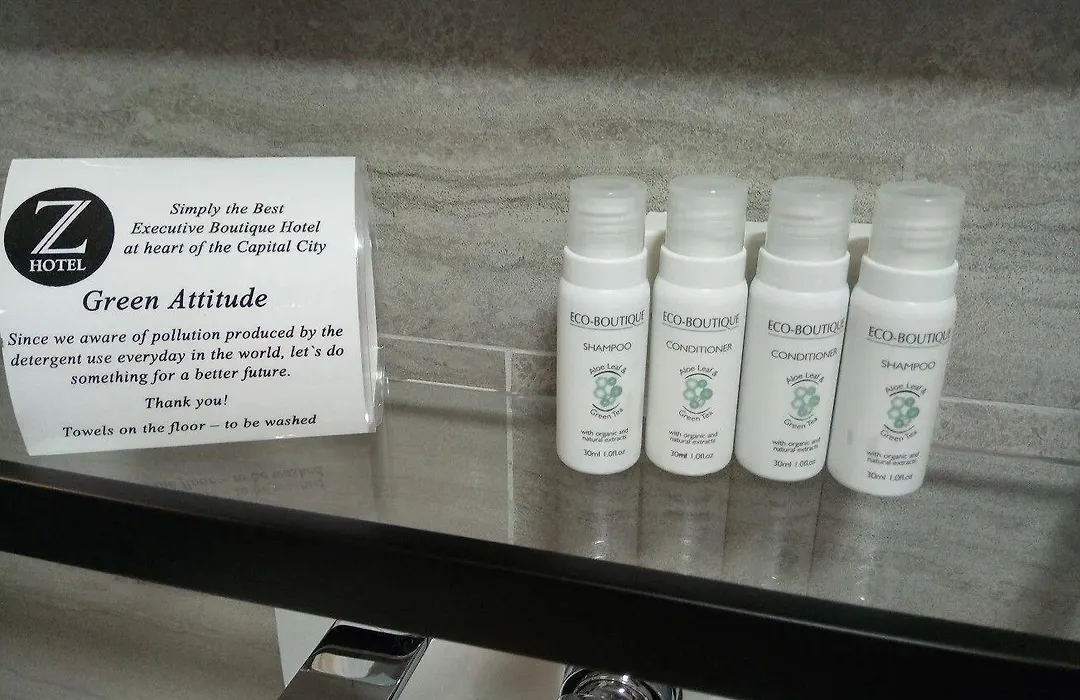 Z
HOTEL
Simply the Best
Executive Boutique Hotel
at heart of the Capital City
Green Attitude
Since we aware of pollution produced by the
detergent use everyday in the world, let`s do
something for a better future.
Thank you!
Towels on the floor – to be washed
ECO-BOUTIQUE
SHAMPOO
Aloe Leaf &
Green Tea
with organic and
natural extracts
30ml 1.0fl.oz
ECO-BOUTIQUE
CONDITIONER
Aloe Leaf &
Green Tea
with organic and
natural extracts
30ml 1.0fl.oz
ECO-BOUTIQUE
CONDITIONER
Aloe Leaf &
Green Tea
with organic and
natural extracts
30ml 1.0fl.oz
ECO-BOUTIQUE
SHAMPOO
Aloe Leaf &
Green Tea
with organic and
natural extracts
30ml 1.0fl.oz